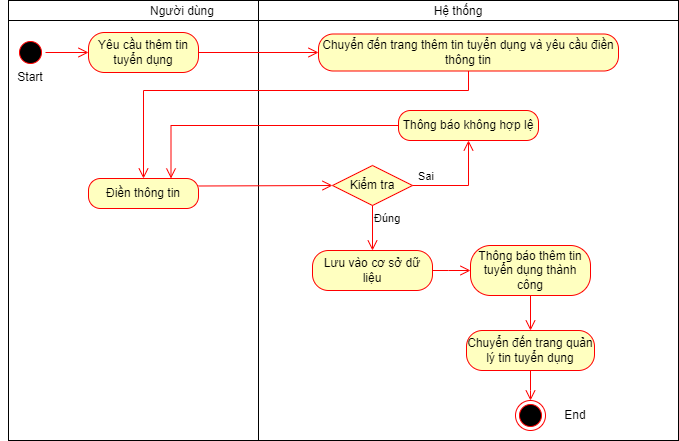 Người dùng
Hệ thống
Start
Yêu cầu thêm tin
tuyển dụng
Chuyển đến trang thêm tin tuyển dụng và yêu cầu điền
thông tin
Thông báo không hợp lệ
Điền thông tin
Kiểm tra
Sai
Đúng
Lưu vào cơ sở dữ
liệu
Thông báo thêm tin
tuyển dụng thành
công
Chuyển đến trang quản
lý tin tuyển dụng
End